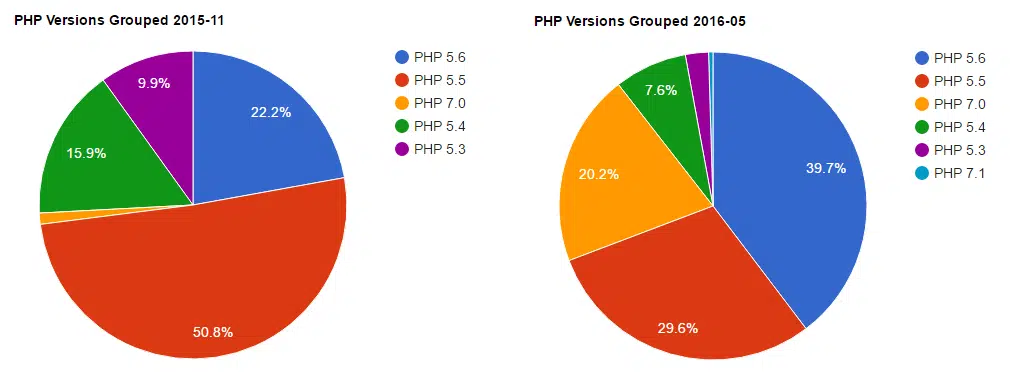 PHP Versions Grouped 2015-11
9.9%
22.2%
15.9%
50.8%
PHP 5.6
PHP 5.5
PHP 7.0
PHP 5.4
PHP 5.3
PHP Versions Grouped 2016-05
7.6%
39.7%
20.2%
29.6%
PHP 5.6
PHP 5.5
PHP 7.0
PHP 5.4
PHP 5.3
PHP 7.1